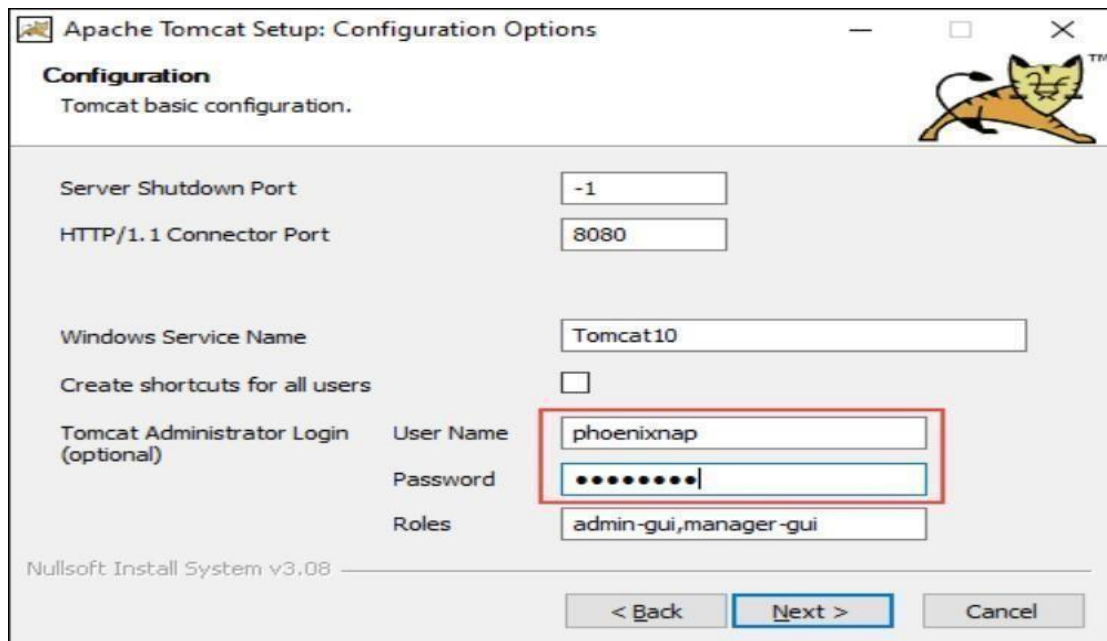 Apache Tomcat Setup: Configuration Options
Configuration
Tomcat basic configuration.
TM
Server Shutdown Port -1
HTTP/1.1 Connector Port 8080
Windows Service Name Tomcat10
Create shortcuts for all users
Tomcat Administrator Login (optional)
User Name phoenixnap
Password ●●●●●●●●
Roles admin-gui,manager-gui
Nullsoft Install System v3.08
< Back Next > Cancel